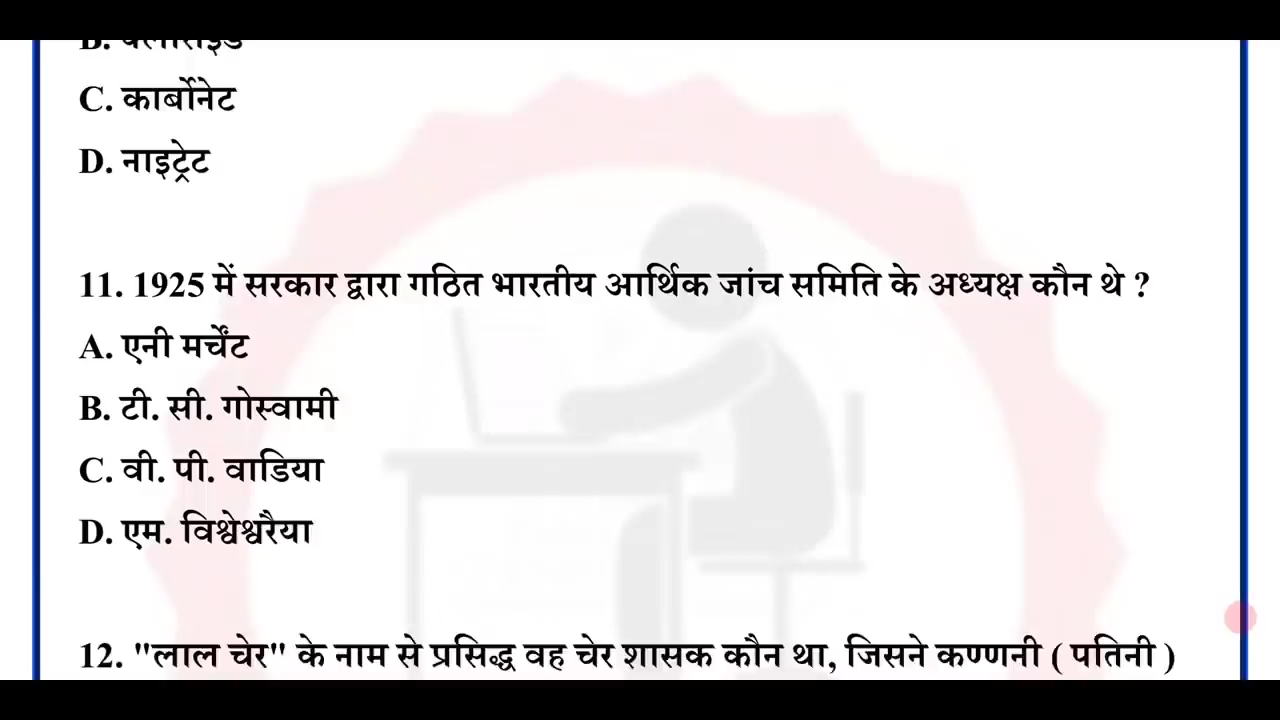 B. क्लोराइड
C. कार्बोनेट
D. नाइट्रेट
11. 1925 में सरकार द्वारा गठित भारतीय आर्थिक जांच समिति के अध्यक्ष कौन थे ?
A. एनी मर्चेंट
B. टी. सी. गोस्वामी
C. वी. पी. वाडिया
D. एम. विश्वेश्वरैया
12. "लाल चेर" के नाम से प्रसिद्ध वह चेर शासक कौन था, जिसने कण्णनी ( पतिनी )